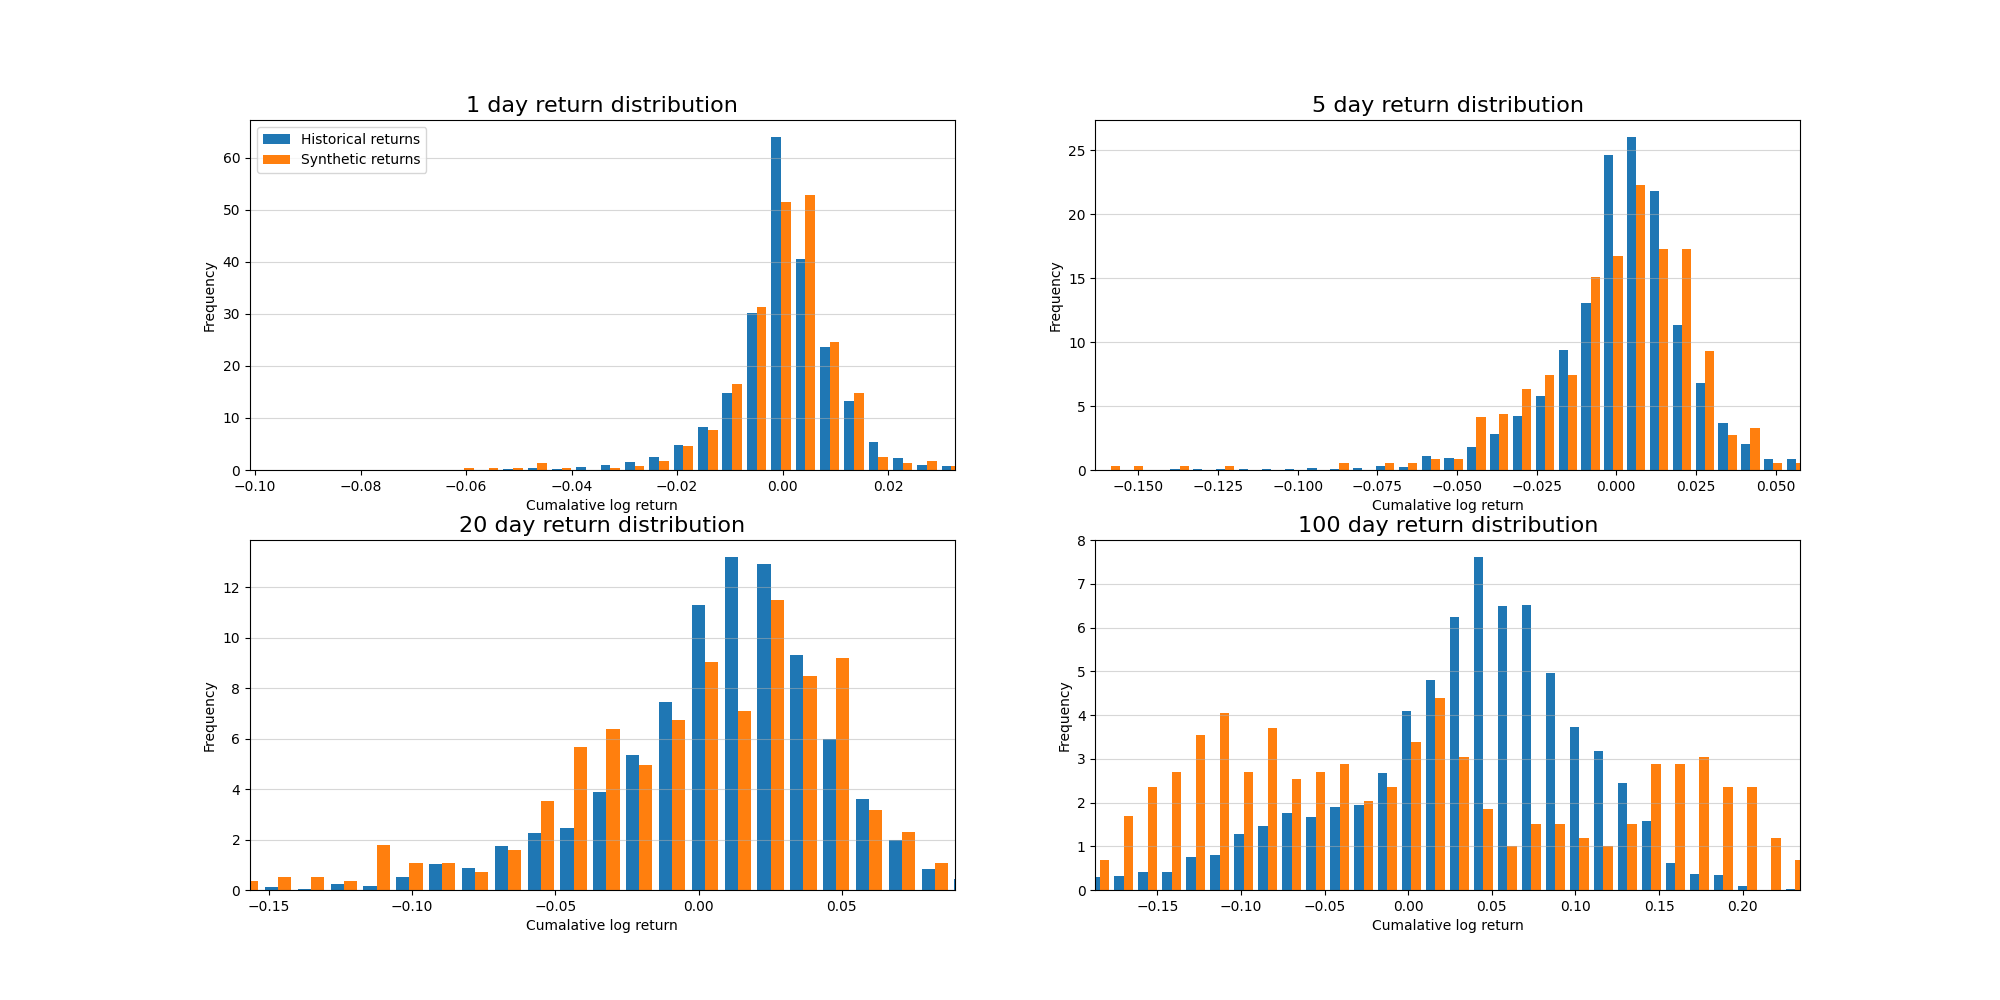 1 day return distribution
Historical returns
Synthetic returns
Frequency
60
50
40
30
20
10
0
−0.10 −0.08 −0.06 −0.04 −0.02 0.00 0.02
Cumalative log return
5 day return distribution
Frequency
25
20
15
10
5
0
−0.150 −0.125 −0.100 −0.075 −0.050 −0.025 0.000 0.025 0.050
Cumalative log return
20 day return distribution
Frequency
12
10
8
6
4
2
0
−0.15 −0.10 −0.05 0.00 0.05
Cumalative log return
100 day return distribution
Frequency
8
7
6
5
4
3
2
1
0
−0.15 −0.10 −0.05 0.00 0.05 0.10 0.15 0.20
Cumalative log return